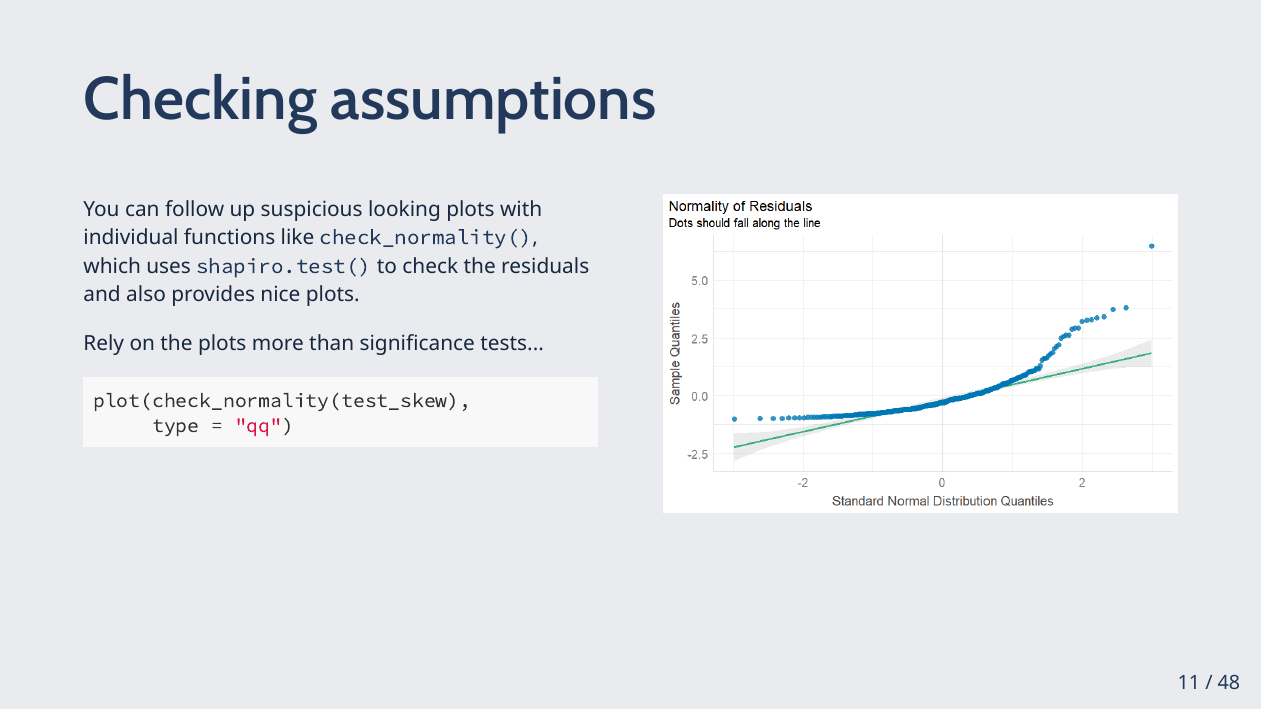 Checking assumptions
You can follow up suspicious looking plots with
individual functions like check_normality(),
which uses shapiro.test() to check the residuals
and also provides nice plots.
Rely on the plots more than significance tests...
plot(check_normality(test_skew),
     type = "qq")
Normality of Residuals
Dots should fall along the line
Sample Quantiles
5.0
2.5
0.0
-2.5
-2
0
2
Standard Normal Distribution Quantiles
11 / 48